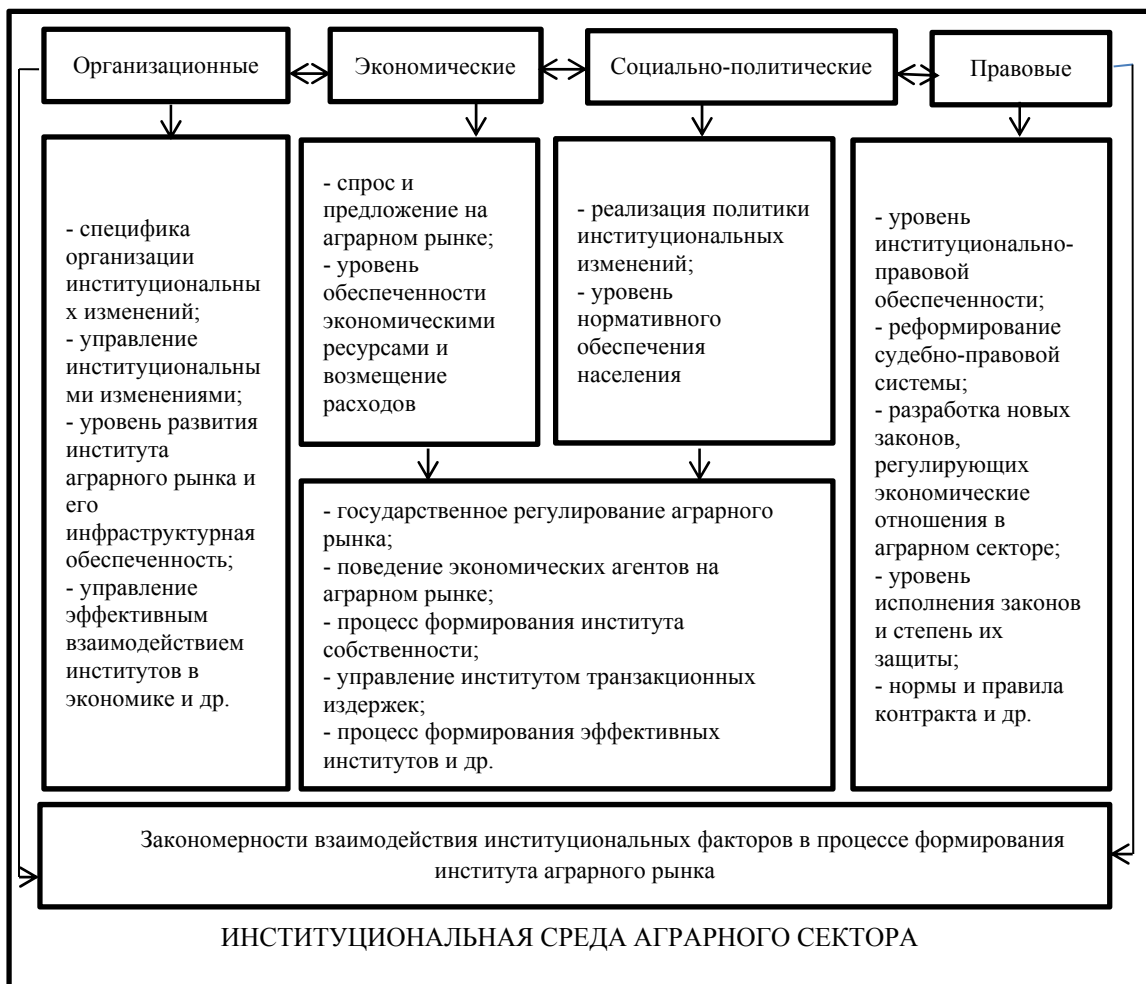 Организационные
Экономические
Социально-политические
Правовые
- специфика
организации
институциональны
х изменений;
- управление
институциональны
ми изменениями;
- уровень развития
института
аграрного рынка и
его
инфраструктурная
обеспеченность;
- управление
эффективным
взаимодействием
институтов в
экономике и др.
- спрос и
предложение на
аграрном рынке;
- уровень
обеспеченности
экономическими
ресурсами и
возмещение
расходов
- реализация политики
институциональных
изменений;
- уровень
нормативного
обеспечения
населения
- государственное регулирование аграрного
рынка;
- поведение экономических агентов на
аграрном рынке;
- процесс формирования института
собственности;
- управление институтом транзакционных
издержек;
- процесс формирования эффективных
институтов и др.
- уровень
институционально-
правовой
обеспеченности;
- реформирование
судебно-правовой
системы;
- разработка новых
законов,
регулирующих
экономические
отношения в
аграрном секторе;
- уровень
исполнения законов
и степень их
защиты;
- нормы и правила
контракта и др.
Закономерности взаимодействия институциональных факторов в процессе формирования
института аграрного рынка
ИНСТИТУЦИОНАЛЬНАЯ СРЕДА АГРАРНОГО СЕКТОРА